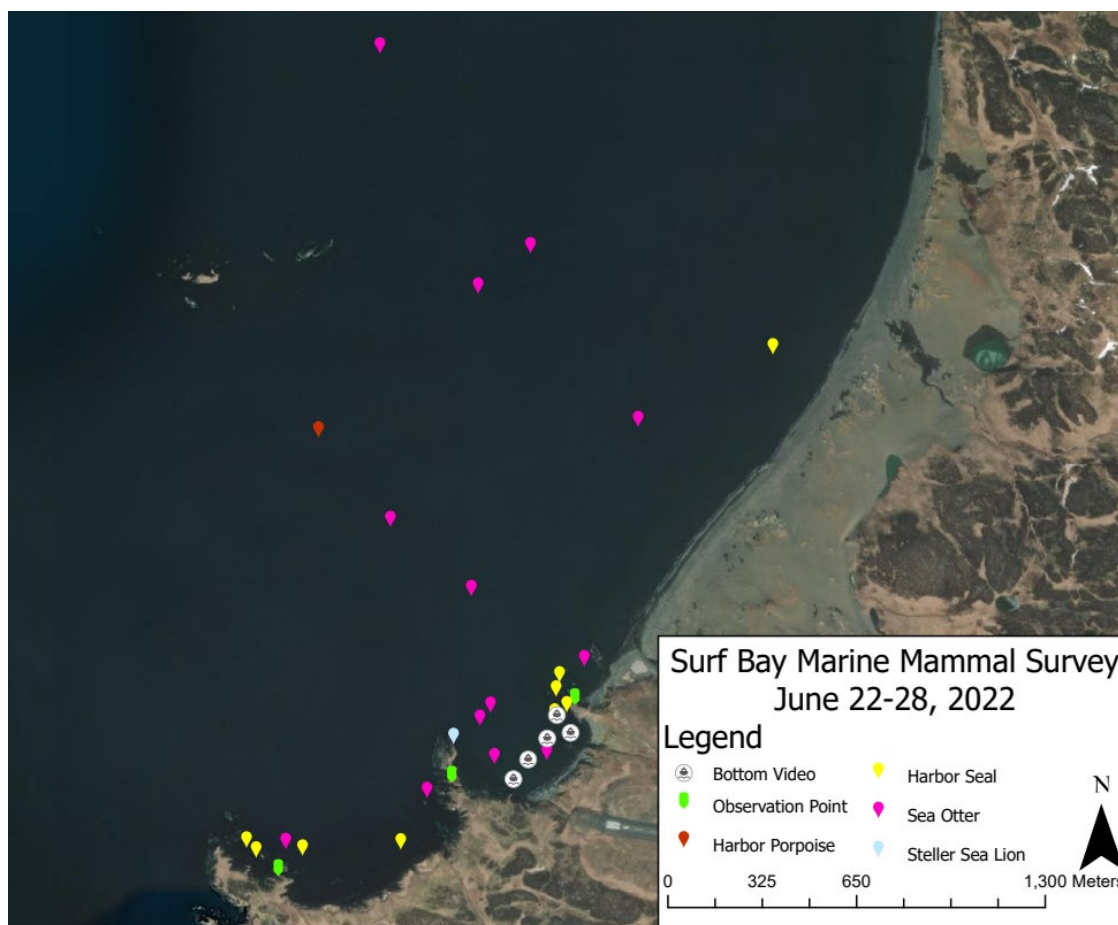 Surf Bay Marine Mammal Survey
June 22-28, 2022
Legend
Bottom Video
Observation Point
Harbor Porpoise
Harbor Seal
Sea Otter
Steller Sea Lion
N
0 325 650 1,300 Meters